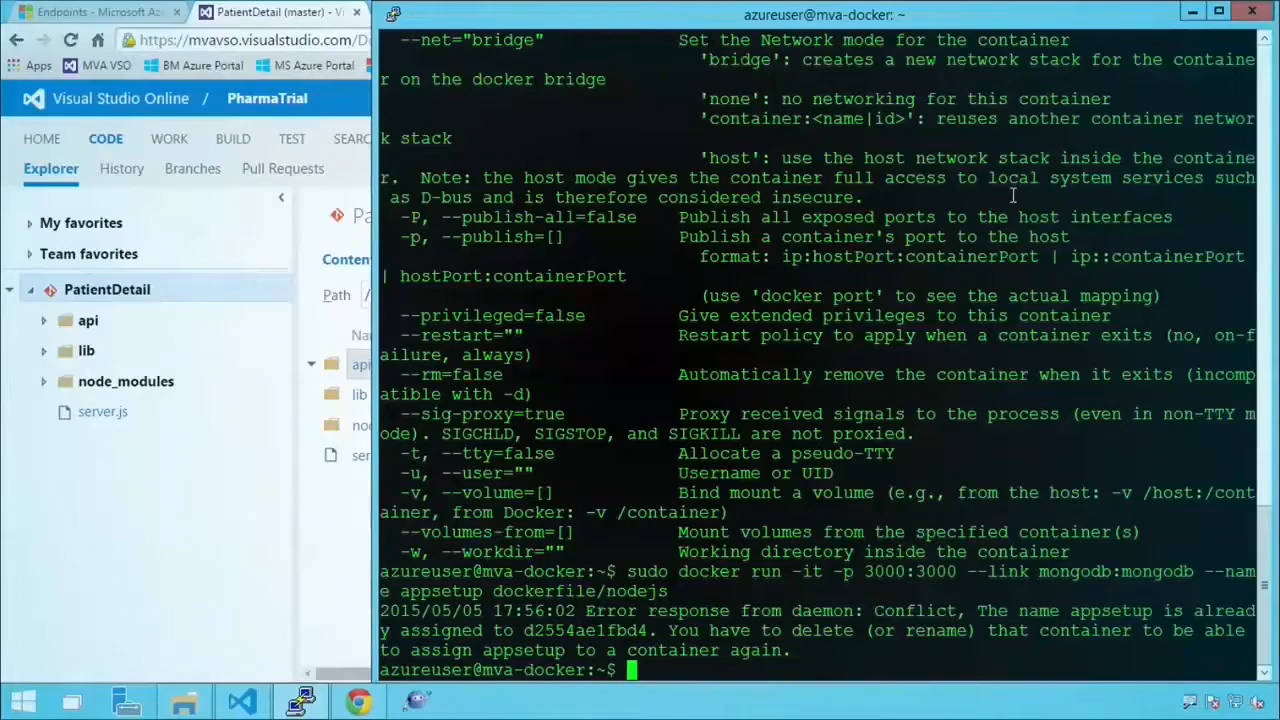 Endpoints - Microsoft Az
PatientDetail (master) - Vi
https://mvavso.visualstudio.com/D
Apps
MVA VSO
BM Azure Portal
MS Azure Portal
Visual Studio Online / PharmaTrial
HOME CODE WORK BUILD TEST SEARC
Explorer History Branches Pull Requests
My favorites
Team favorites
PatientDetail
api
lib
node_modules
server.js
Pa
Conten
Path /
Na
api
lib
no
ser
azureuser@mva-docker: ~
--net="bridge" Set the Network mode for the container
'bridge': creates a new network stack for the containe
r on the docker bridge
'none': no networking for this container
'container:<name|id>': reuses another container networ
k stack
'host': use the host network stack inside the containe
r. Note: the host mode gives the container full access to local system services such
as D-bus and is therefore considered insecure.
-P, --publish-all=false Publish all exposed ports to the host interfaces
-p, --publish=[] Publish a container's port to the host
format: ip:hostPort:containerPort | ip::containerPort
| hostPort:containerPort
(use 'docker port' to see the actual mapping)
--privileged=false Give extended privileges to this container
--restart="" Restart policy to apply when a container exits (no, on-f
ailure, always)
--rm=false Automatically remove the container when it exits (incomp
atible with -d)
--sig-proxy=true Proxy received signals to the process (even in non-TTY m
ode). SIGCHLD, SIGSTOP, and SIGKILL are not proxied.
-t, --tty=false Allocate a pseudo-TTY
-u, --user="" Username or UID
-v, --volume=[] Bind mount a volume (e.g., from the host: -v /host:/cont
ainer, from Docker: -v /container)
--volumes-from=[] Mount volumes from the specified container(s)
-w, --workdir="" Working directory inside the container
azureuser@mva-docker:~$ sudo docker run -it -p 3000:3000 --link mongodb:mongodb --nam
e appsetup dockerfile/nodejs
2015/05/05 17:56:02 Error response from daemon: Conflict, The name appsetup is alread
y assigned to d2554ae1fbd4. You have to delete (or rename) that container to be able
to assign appsetup to a container again.
azureuser@mva-docker:~$